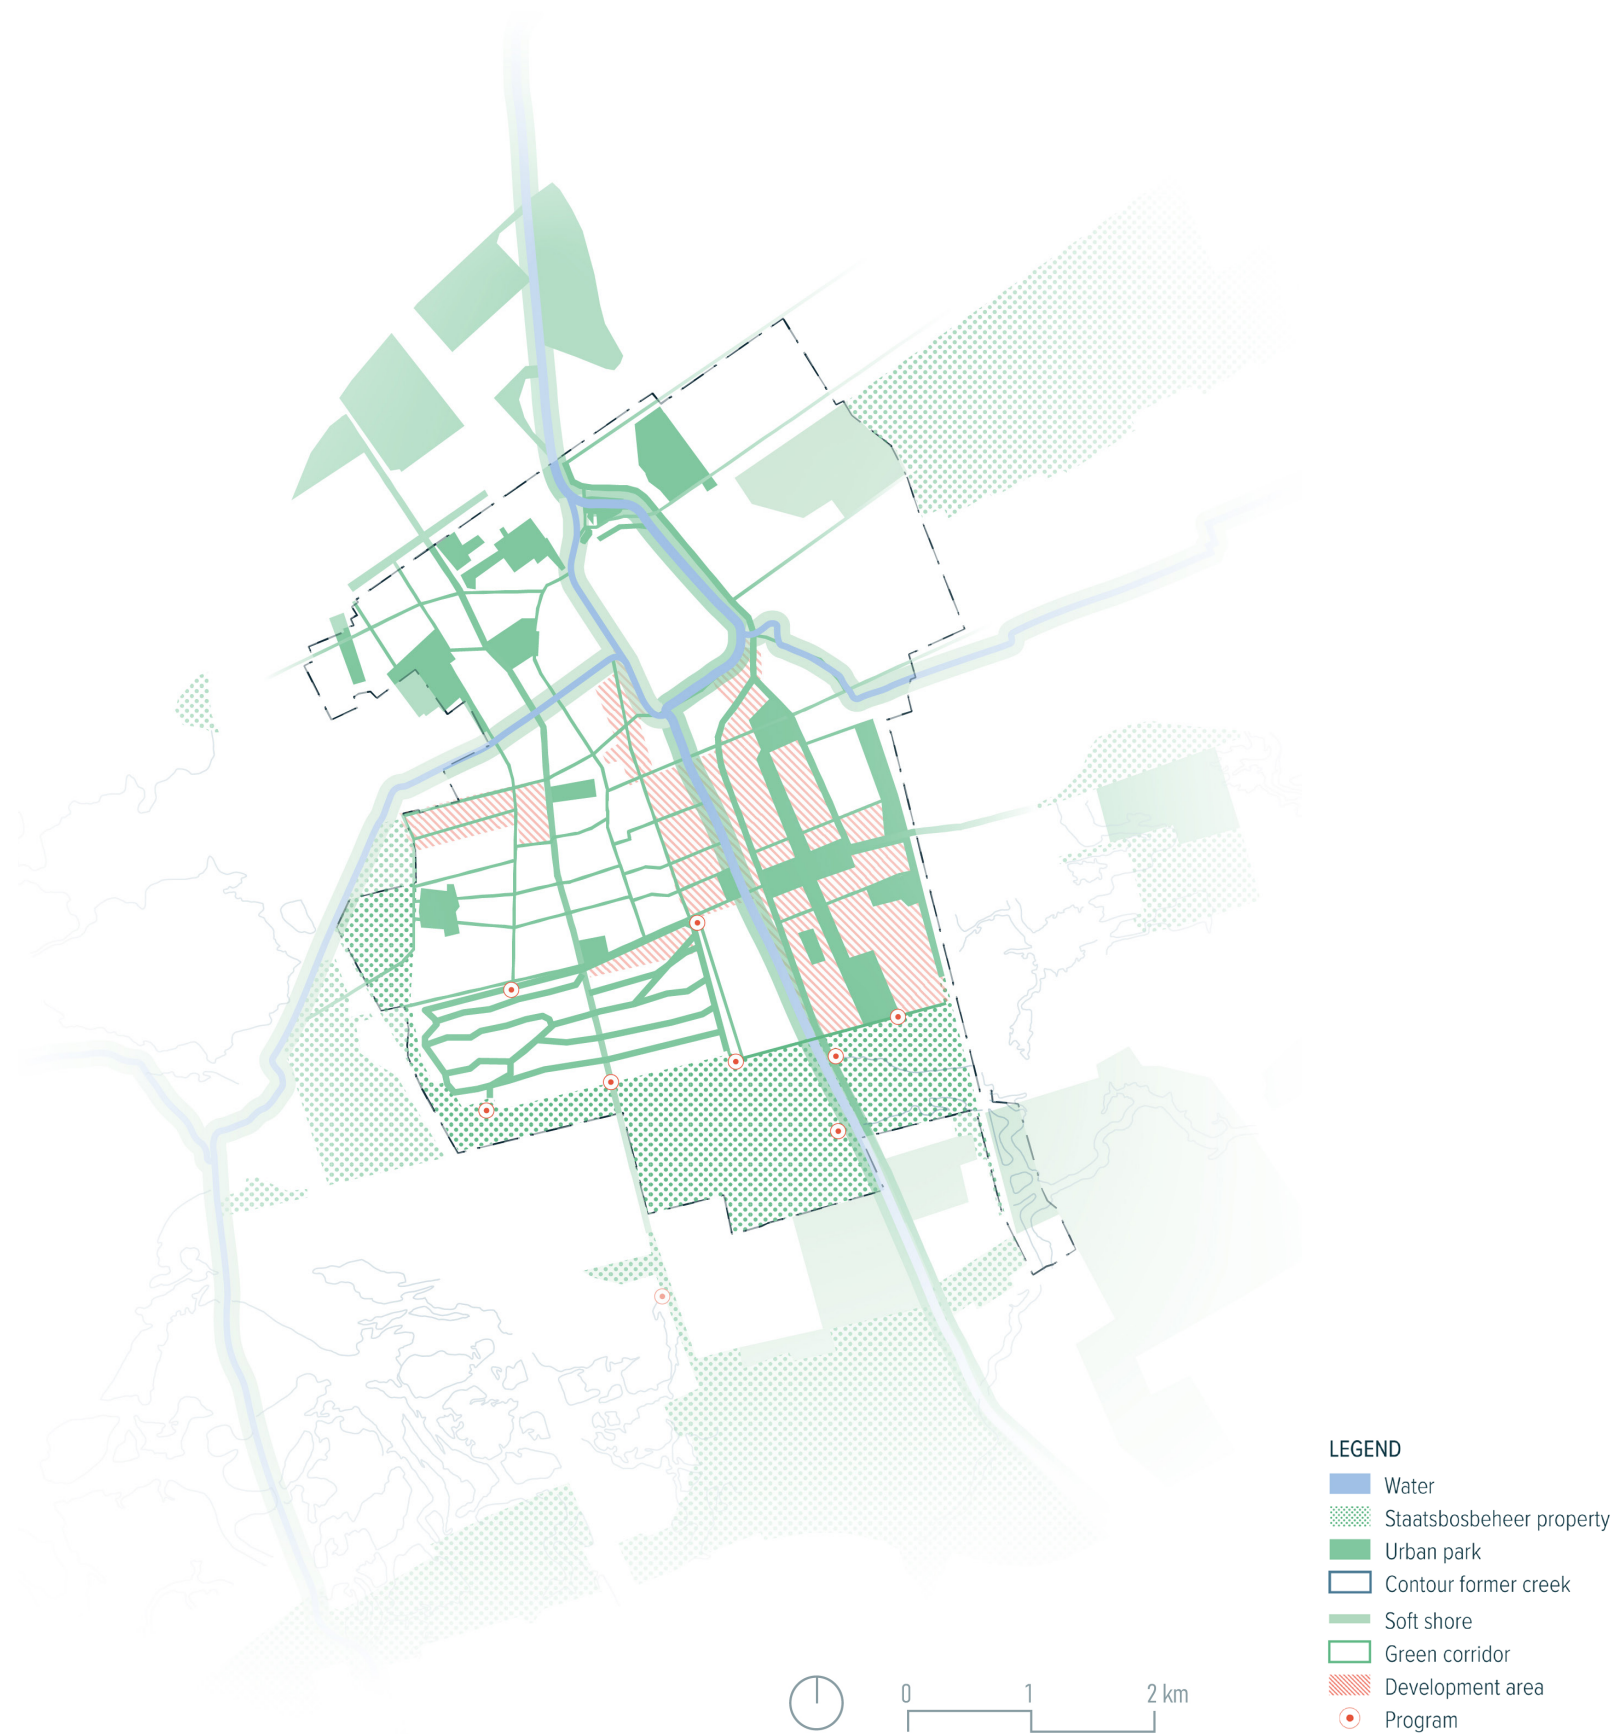 LEGEND
Water
Staatsbosbeheer property
Urban park
Contour former creek
Soft shore
Green corridor
Development area
Program
0 1 2 km